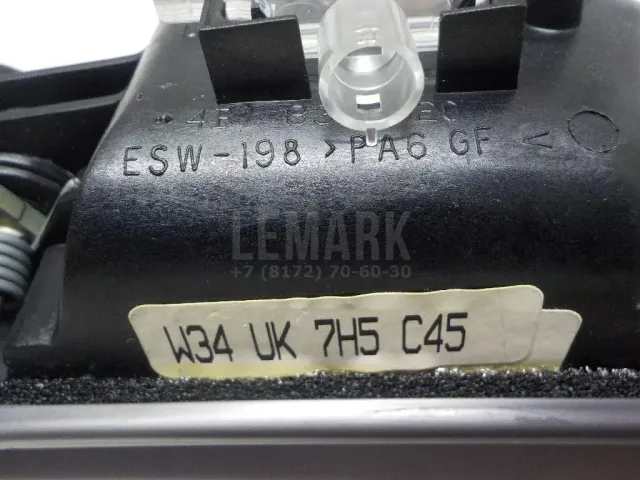 ESW-198 >PA6 GF<
LEMARK
+7 (8172) 70-60-30
W34 UK 7H5 C45